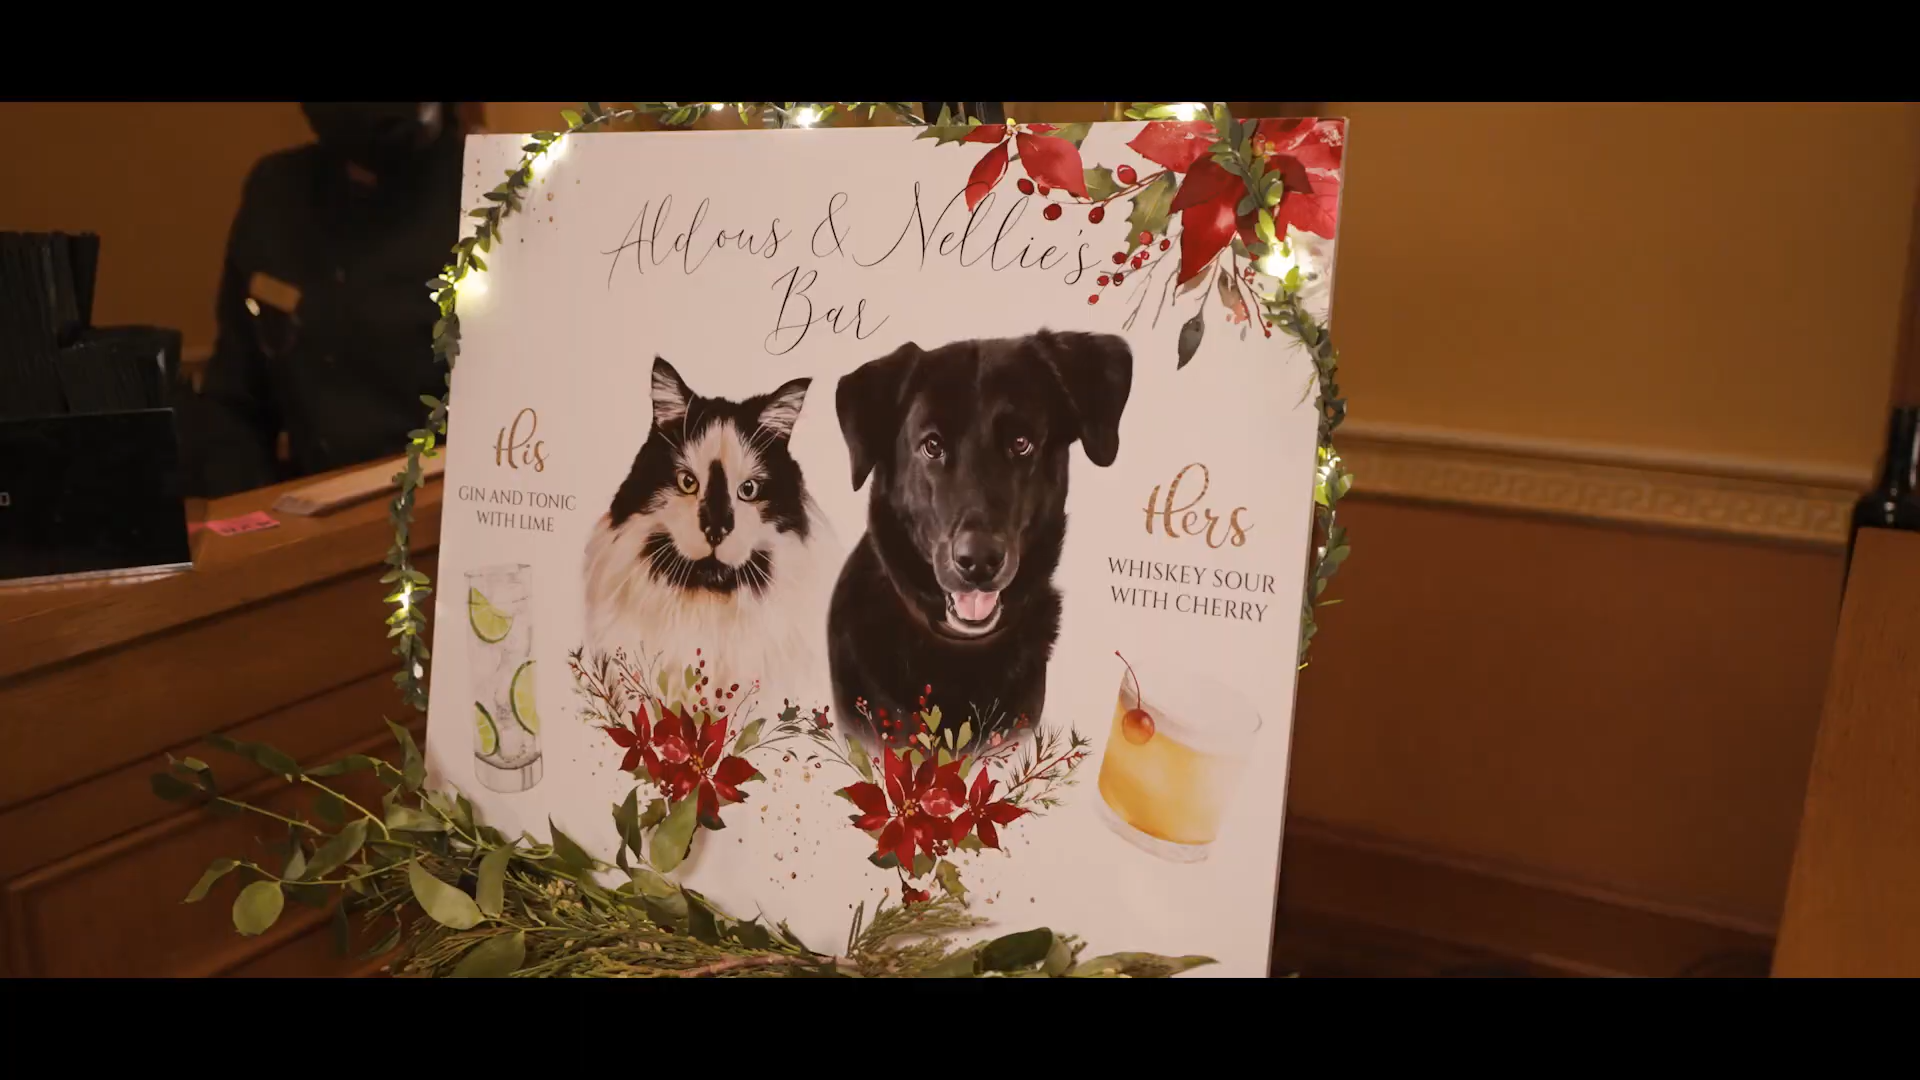 Aldous & Nellie's
Bar
His
GIN AND TONIC
WITH LIME
Hers
WHISKEY SOUR
WITH CHERRY